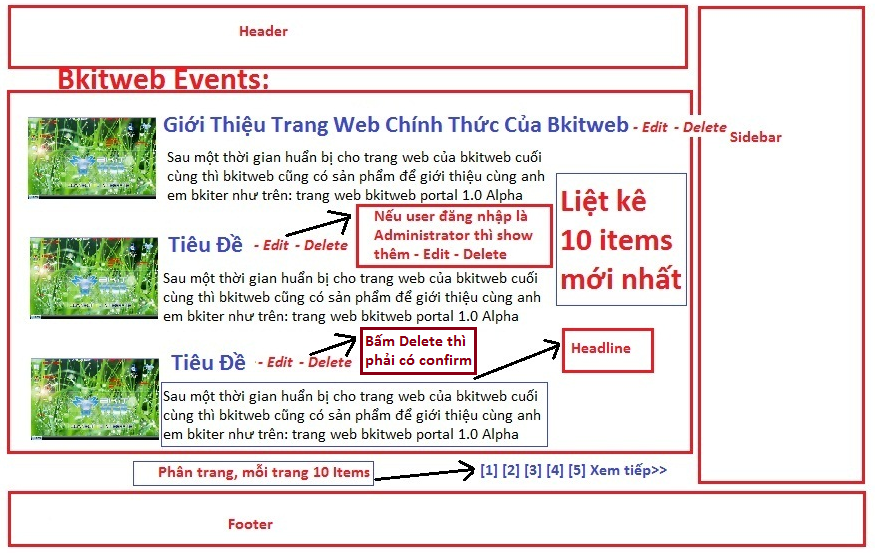 Header
Bkitweb Events:
Sidebar
Giới Thiệu Trang Web Chính Thức Của Bkitweb - Edit - Delete
Sau một thời gian huẩn bị cho trang web của bkitweb cuối
cùng thì bkitweb cũng có sản phẩm để giới thiệu cùng anh
em bkiter như trên: trang web bkitweb portal 1.0 Alpha
Liệt kê
10 items
mới nhất
Nếu user đăng nhập là
Administrator thì show
thêm - Edit - Delete
Tiêu Đề - Edit - Delete
Sau một thời gian huẩn bị cho trang web của bkitweb cuối
cùng thì bkitweb cũng có sản phẩm để giới thiệu cùng anh
em bkiter như trên: trang web bkitweb portal 1.0 Alpha
Bấm Delete thì
phải có confirm
Headline
Tiêu Đề - Edit - Delete
Sau một thời gian huẩn bị cho trang web của bkitweb cuối
cùng thì bkitweb cũng có sản phẩm để giới thiệu cùng anh
em bkiter như trên: trang web bkitweb portal 1.0 Alpha
Phân trang, mỗi trang 10 Items
[1] [2] [3] [4] [5] Xem tiếp>>
Footer